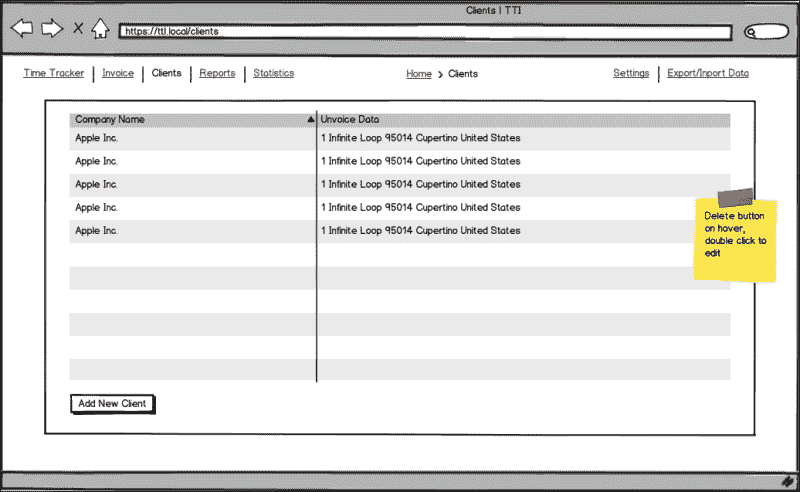 Clients | TTI
https://ttl.local/clients
Time Tracker Invoice Clients Reports Statistics Home > Clients Settings Export/Inport Data
Company Name Unvoice Data
Apple Inc. 1 Infinite Loop 95014 Cupertino United States
Apple Inc. 1 Infinite Loop 95014 Cupertino United States
Apple Inc. 1 Infinite Loop 95014 Cupertino United States
Apple Inc. 1 Infinite Loop 95014 Cupertino United States
Apple Inc. 1 Infinite Loop 95014 Cupertino United States
Delete button
on hover,
double click to
edit
Add New Client